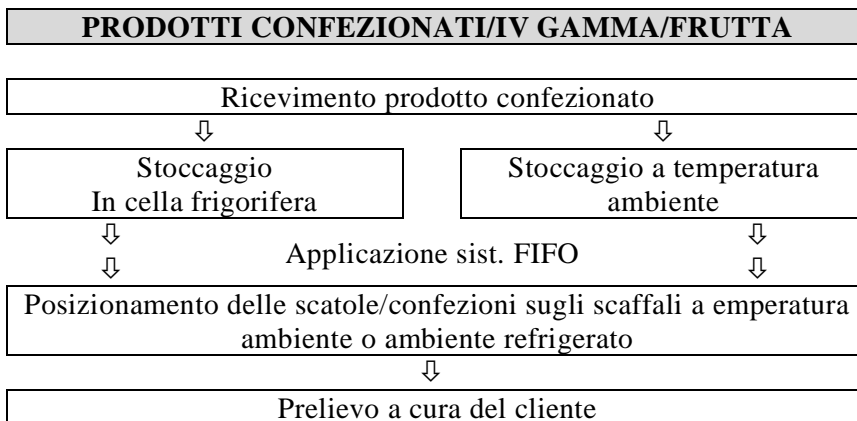 PRODOTTI CONFEZIONATI/IV GAMMA/FRUTTA
Ricevimento prodotto confezionato
Stoccaggio
In cella frigorifera
Stoccaggio a temperatura
ambiente
Applicazione sist. FIFO
Posizionamento delle scatole/confezioni sugli scaffali a emperatura
ambiente o ambiente refrigerato
Prelievo a cura del cliente